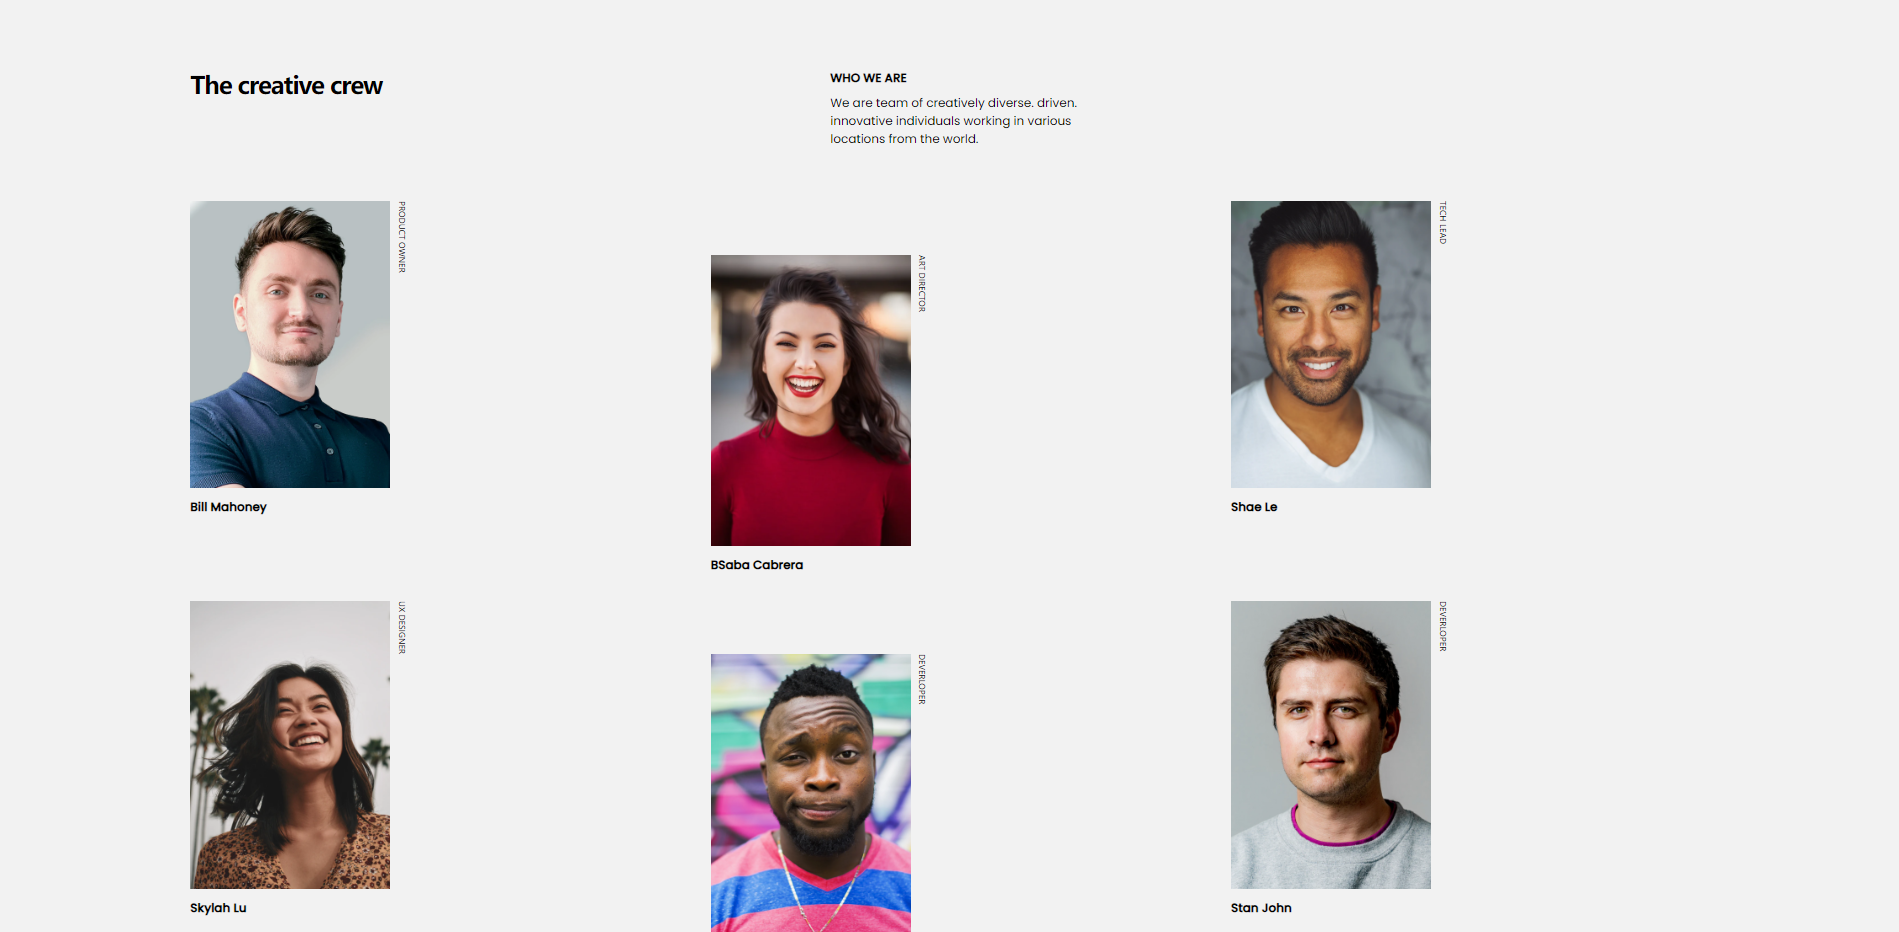 The creative crew
WHO WE ARE
We are team of creatively diverse. driven.
innovative individuals working in various
locations from the world.
PRODUCT OWNER
Bill Mahoney
ART DIRECTOR
BSaba Cabrera
TECH LEAD
Shae Le
UX DESIGNER
Skylah Lu
DEVERLOPER
DEVERLOPER
Stan John